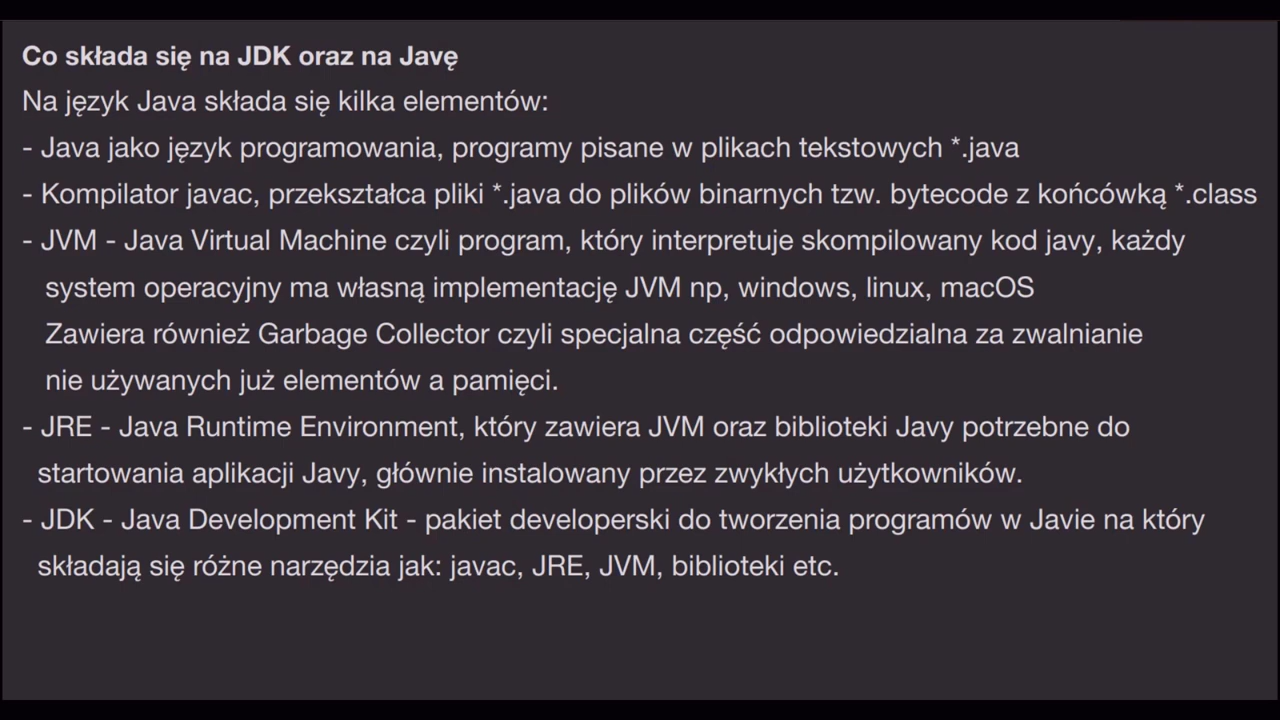 Co składa się na JDK oraz na Javę
Na język Java składa się kilka elementów:
- Java jako język programowania, programy pisane w plikach tekstowych *.java
- Kompilator javac, przekształca pliki *.java do plików binarnych tzw. bytecode z końcówką *.class
- JVM - Java Virtual Machine czyli program, który interpretuje skompilowany kod javy, każdy
system operacyjny ma własną implementację JVM np, windows, linux, macOS
Zawiera również Garbage Collector czyli specjalna część odpowiedzialna za zwalnianie
nie używanych już elementów a pamięci.
- JRE - Java Runtime Environment, który zawiera JVM oraz biblioteki Javy potrzebne do
startowania aplikacji Javy, głównie instalowany przez zwykłych użytkowników.
- JDK - Java Development Kit - pakiet developerski do tworzenia programów w Javie na który
składają się różne narzędzia jak: javac, JRE, JVM, biblioteki etc.